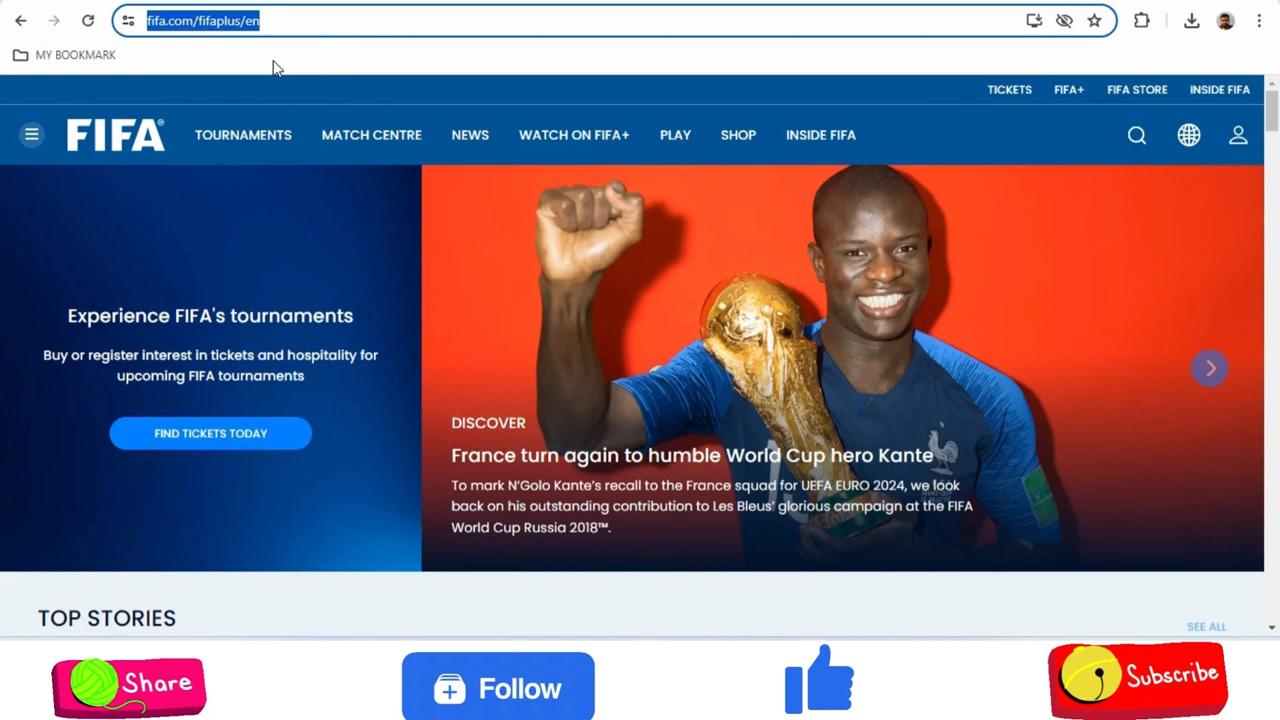 fifa.com/fifaplus/en
MY BOOKMARK
TICKETS FIFA+ FIFA STORE INSIDE FIFA
FIFA® TOURNAMENTS MATCH CENTRE NEWS WATCH ON FIFA+ PLAY SHOP INSIDE FIFA
Experience FIFA's tournaments
Buy or register interest in tickets and hospitality for
upcoming FIFA tournaments
FIND TICKETS TODAY
DISCOVER
France turn again to humble World Cup hero Kante
To mark N'Golo Kante's recall to the France squad for UEFA EURO 2024, we look
back on his outstanding contribution to Les Bleus' glorious campaign at the FIFA
World Cup Russia 2018™.
TOP STORIES
SEE ALL
Share
Follow
Subscribe